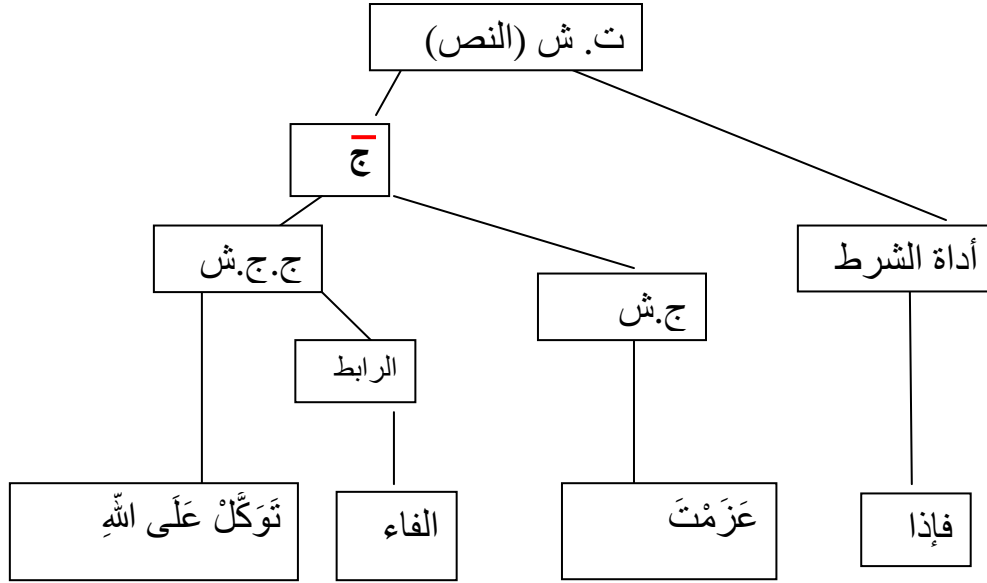 ت. ش (النص)
جَ
أداة الشرط
ج.ج.ش
ج.ش
الرابط
فإذا
عَزَمْتَ
الفاء
تَوَكَّلْ عَلَى اللّهِ